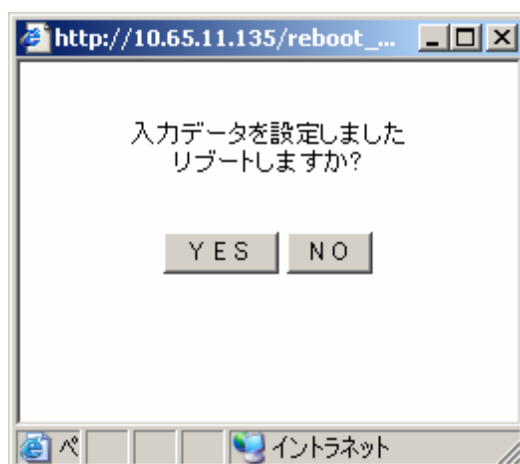 http://10.65.11.135/reboot_...
入力データを設定しました
リブートしますか?
YES NO
ペ イントラネット